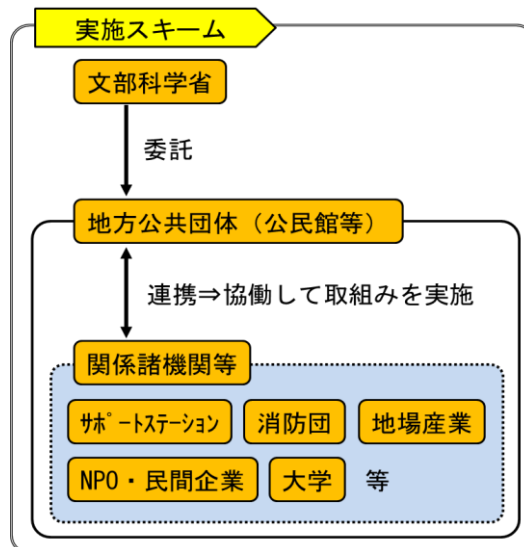 実施スキーム
文部科学省
委託
地方公共団体（公民館等）
連携⇒協働して取組みを実施
関係諸機関等
ｻﾎﾟｰﾄｽﾃｰｼｮﾝ 消防団 地場産業
NPO・民間企業 大学 等